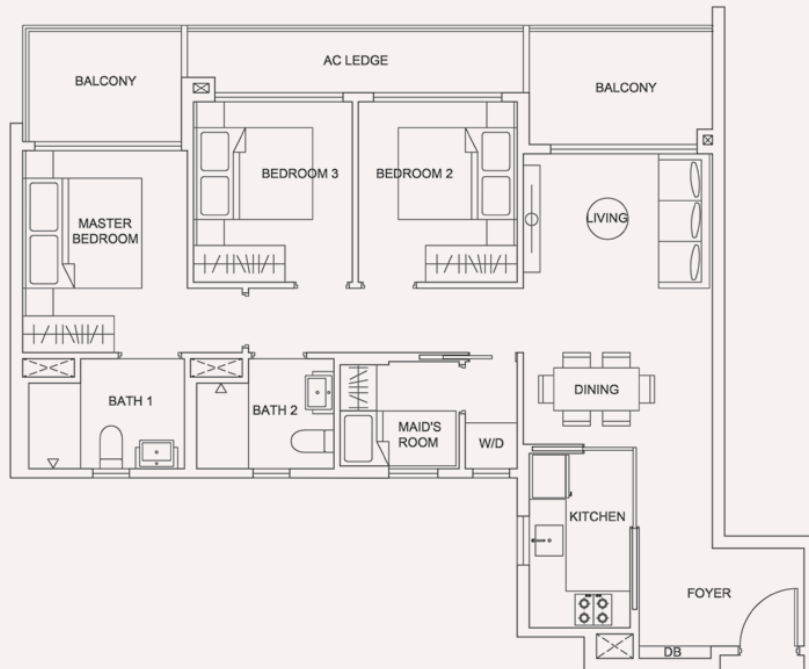 AC LEDGE
BALCONY
BALCONY
BEDROOM 3
BEDROOM 2
MASTER
BEDROOM
LIVING
DINING
BATH 1
BATH 2
MAID'S
ROOM
W/D
KITCHEN
FOYER
DB